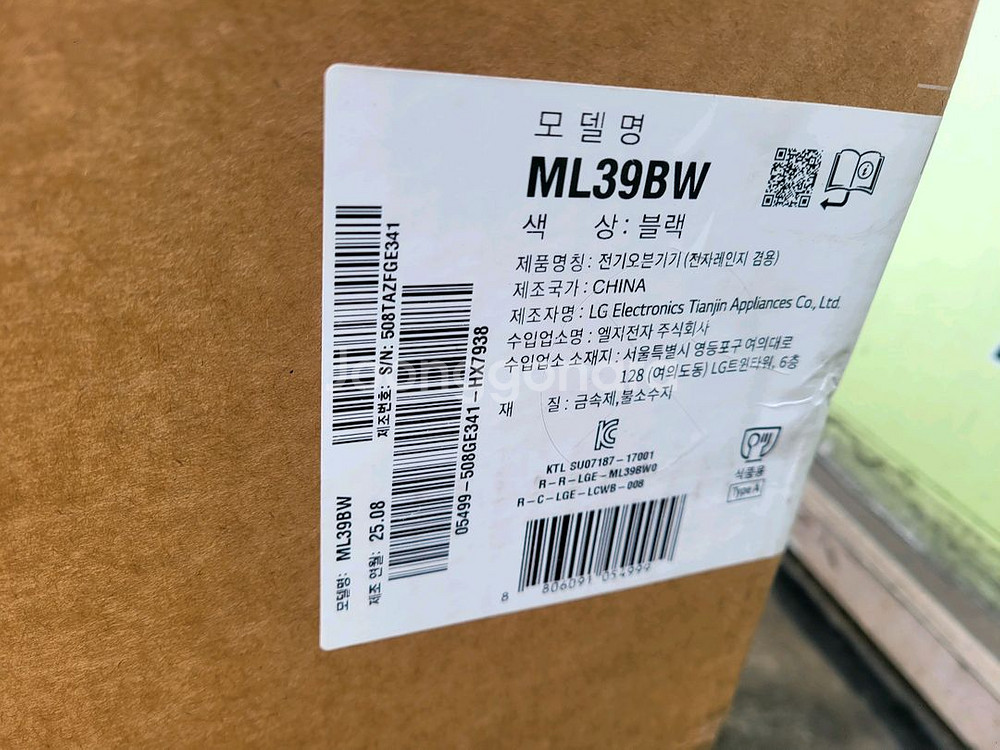 모델명
ML39BW
색 상: 블랙
제품명칭: 전기오븐기기 (전자레인지 겸용)
제조국가: CHINA
제조자명: LG Electronics Tianjin Appliances Co., Ltd.
수입업소명: 엘지전자 주식회사
수입업소 소재지: 서울특별시 영등포구 여의대로
128 (여의도동) LG트윈타워, 6층
재 질: 금속제,불소수지
KC
KTL SU07187-17001
R-R-LGE-ML39BW0
R-C-LGE-LCWB-008
식품용
Type A
8 806091 054999
모델명: ML39BW
제조번호: S/N: 508TAZFGE341
제조 연월: 25.08
05499-508GE341-HX7938